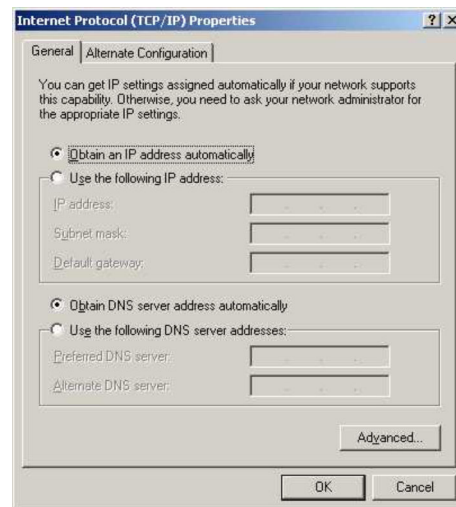 Internet Protocol (TCP/IP) Properties
General
Alternate Configuration
You can get IP settings assigned automatically if your network supports
this capability. Otherwise, you need to ask your network administrator for
the appropriate IP settings.
Obtain an IP address automatically
Use the following IP address:
IP address:
Subnet mask:
Default gateway:
Obtain DNS server address automatically
Use the following DNS server addresses:
Preferred DNS server:
Alternate DNS server:
Advanced...
OK
Cancel